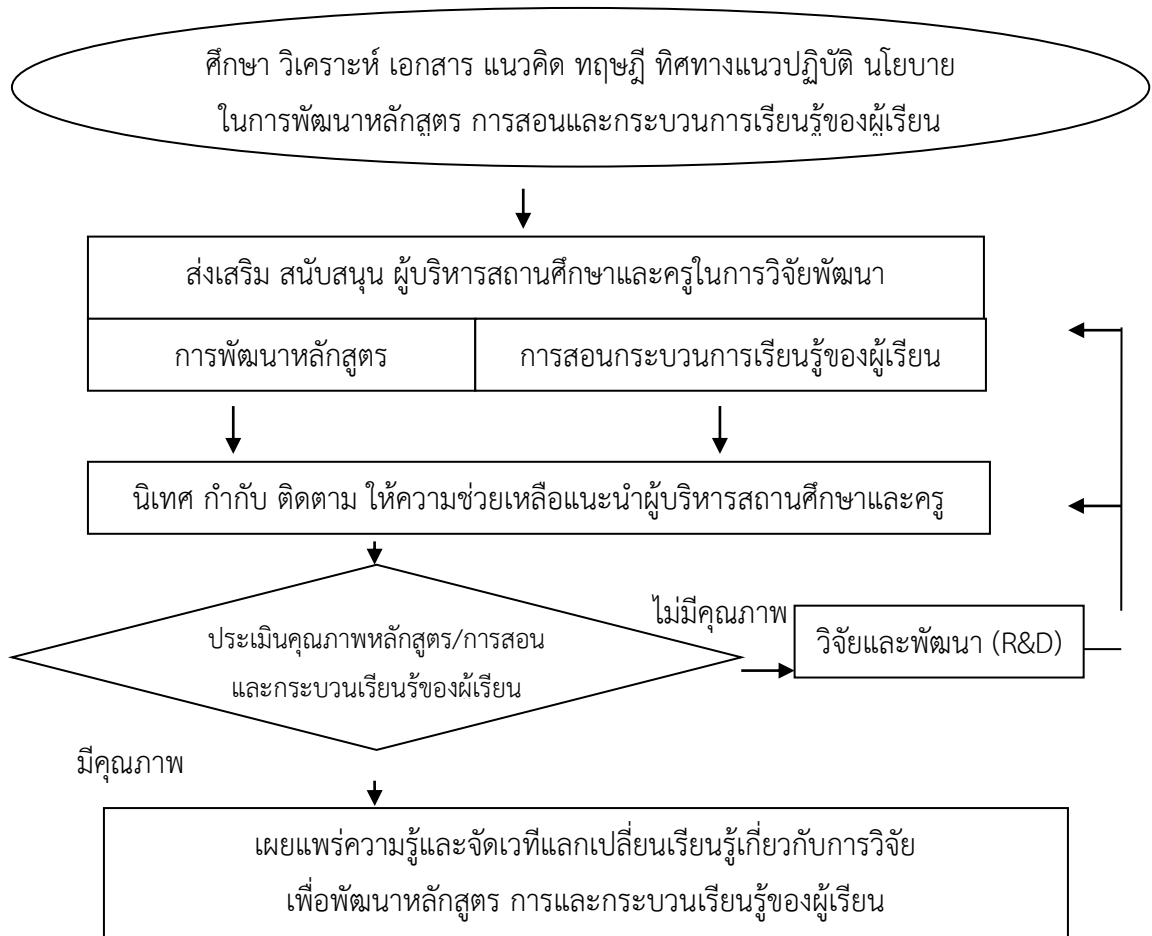 ศึกษา วิเคราะห์ เอกสาร แนวคิด ทฤษฎี ทิศทางแนวปฏิบัติ นโยบาย
ในการพัฒนาหลักสูตร การสอนและกระบวนการเรียนรู้ของผู้เรียน
ส่งเสริม สนับสนุน ผู้บริหารสถานศึกษาและครูในการวิจัยพัฒนา
การพัฒนาหลักสูตร
การสอนกระบวนการเรียนรู้ของผู้เรียน
นิเทศ กำกับ ติดตาม ให้ความช่วยเหลือแนะนำผู้บริหารสถานศึกษาและครู
ประเมินคุณภาพหลักสูตร/การสอน
และกระบวนเรียนรู้ของผู้เรียน
ไม่มีคุณภาพ
วิจัยและพัฒนา (R&D)
มีคุณภาพ
เผยแพร่ความรู้และจัดเวทีแลกเปลี่ยนเรียนรู้เกี่ยวกับการวิจัย
เพื่อพัฒนาหลักสูตร การและกระบวนเรียนรู้ของผู้เรียน